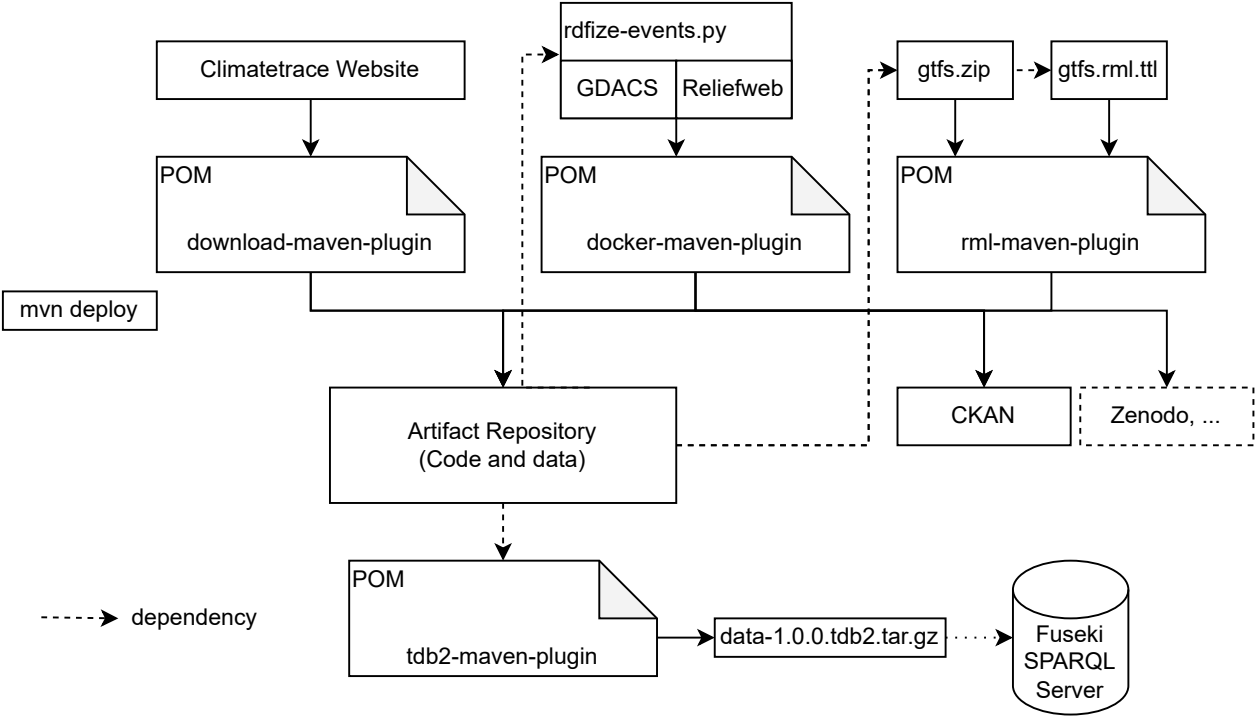 rdfize-events.py
Climatetrace Website
GDACS
Reliefweb
gtfs.zip
gtfs.rml.ttl
POM
download-maven-plugin
POM
docker-maven-plugin
POM
rml-maven-plugin
mvn deploy
Artifact Repository
(Code and data)
CKAN
Zenodo, ...
POM
tdb2-maven-plugin
dependency
data-1.0.0.tdb2.tar.gz
Fuseki
SPARQL
Server